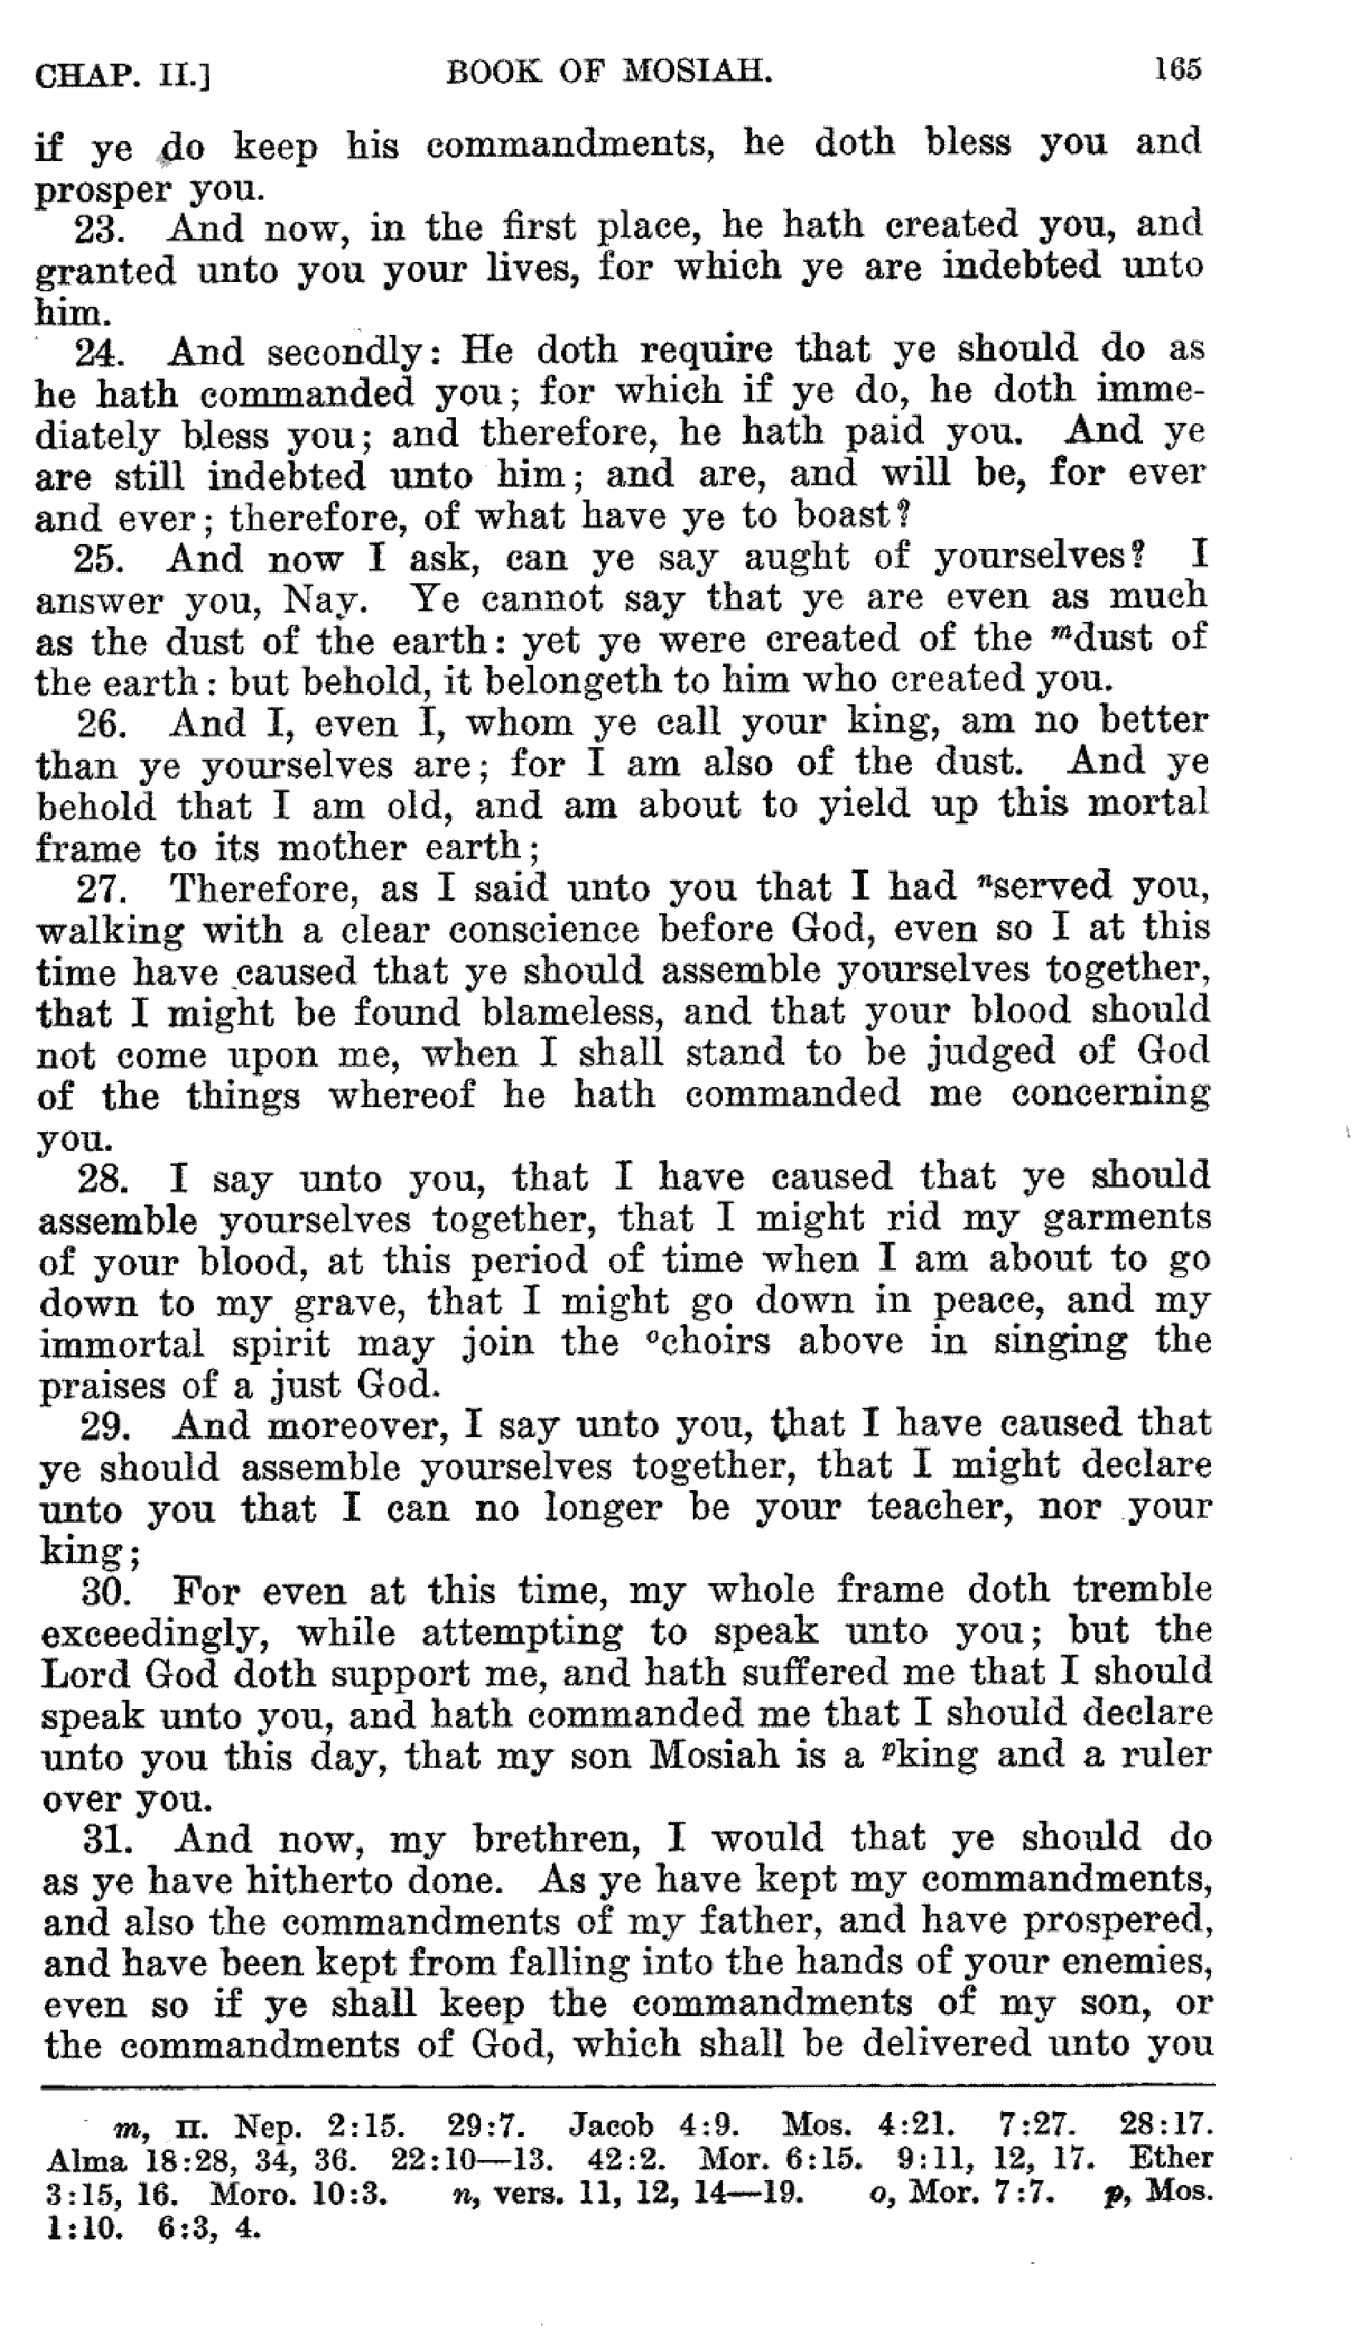 CHAP. II.] BOOK OF MOSIAH. 165
if ye do keep his commandments, he doth bless you and
prosper you.
23. And now, in the first place, he hath created you, and
granted unto you your lives, for which ye are indebted unto
him.
24. And secondly: He doth require that ye should do as
he hath commanded you; for which if ye do, he doth imme-
diately bless you; and therefore, he hath paid you. And ye
are still indebted unto him; and are, and will be, for ever
and ever; therefore, of what have ye to boast?
25. And now I ask, can ye say aught of yourselves? I
answer you, Nay. Ye cannot say that ye are even as much
as the dust of the earth: yet ye were created of the mdust of
the earth: but behold, it belongeth to him who created you.
26. And I, even I, whom ye call your king, am no better
than ye yourselves are; for I am also of the dust. And ye
behold that I am old, and am about to yield up this mortal
frame to its mother earth;
27. Therefore, as I said unto you that I had nserved you,
walking with a clear conscience before God, even so I at this
time have caused that ye should assemble yourselves together,
that I might be found blameless, and that your blood should
not come upon me, when I shall stand to be judged of God
of the things whereof he hath commanded me concerning
you.
28. I say unto you, that I have caused that ye should
assemble yourselves together, that I might rid my garments
of your blood, at this period of time when I am about to go
down to my grave, that I might go down in peace, and my
immortal spirit may join the ochoirs above in singing the
praises of a just God.
29. And moreover, I say unto you, that I have caused that
ye should assemble yourselves together, that I might declare
unto you that I can no longer be your teacher, nor your
king;
30. For even at this time, my whole frame doth tremble
exceedingly, while attempting to speak unto you; but the
Lord God doth support me, and hath suffered me that I should
speak unto you, and hath commanded me that I should declare
unto you this day, that my son Mosiah is a pking and a ruler
over you.
31. And now, my brethren, I would that ye should do
as ye have hitherto done. As ye have kept my commandments,
and also the commandments of my father, and have prospered,
and have been kept from falling into the hands of your enemies,
even so if ye shall keep the commandments of my son, or
the commandments of God, which shall be delivered unto you
m, II. Nep. 2:15. 29:7. Jacob 4:9. Mos. 4:21. 7:27. 28:17.
Alma 18:28, 34, 36. 22:10—13. 42:2. Mor. 6:15. 9:11, 12, 17. Ether
3:15, 16. Moro. 10:3. n, vers. 11, 12, 14—19. o, Mor. 7:7. p, Mos.
1:10. 6:3, 4.